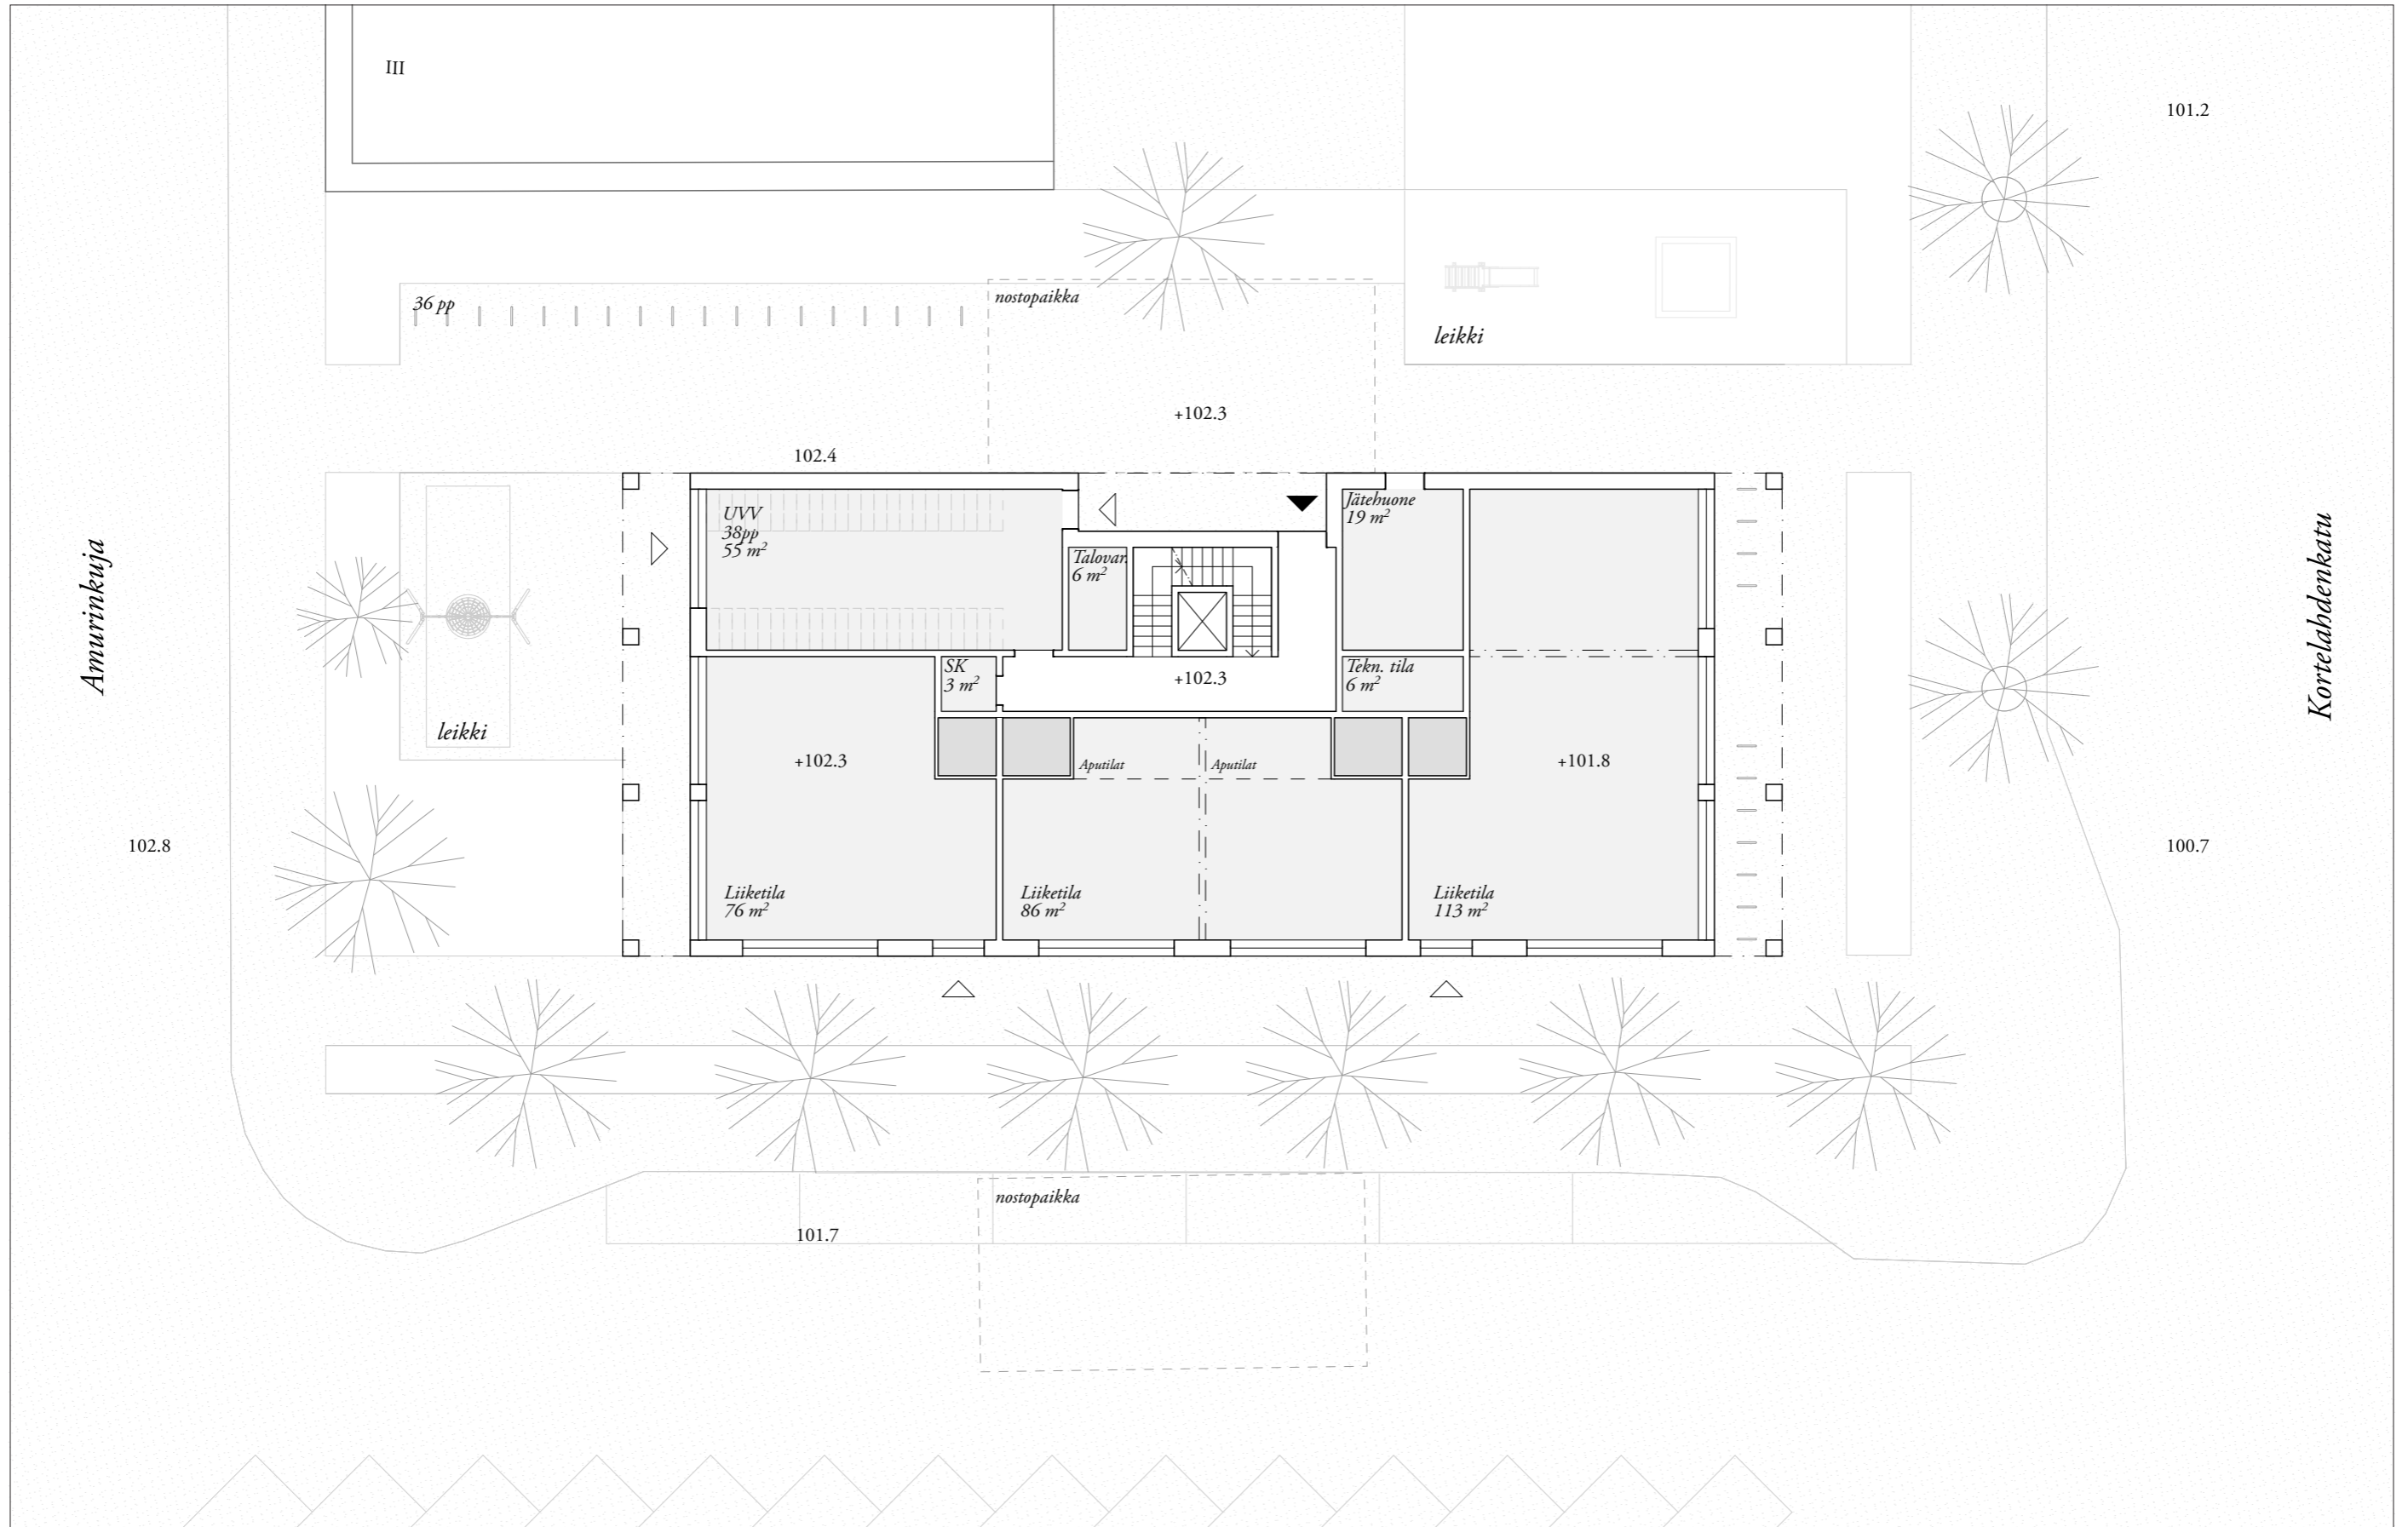 III
101.2
36 pp
nostopaikka
leikki
+102.3
102.4
UVV
38pp
55 m²
Jätehuone
19 m²
Talovar.
6 m²
Amurinkuja
Kortelahdenkatu
SK
3 m²
+102.3
Tekn. tila
6 m²
leikki
+102.3
Aputilat
Aputilat
+101.8
102.8
100.7
Liiketila
76 m²
Liiketila
86 m²
Liiketila
113 m²
nostopaikka
101.7